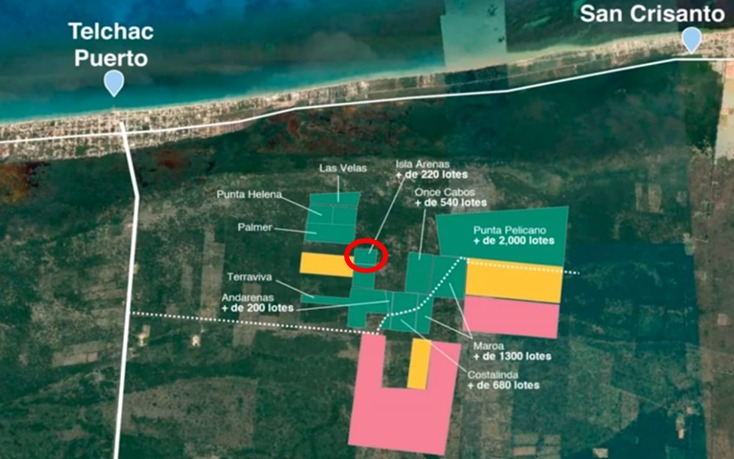 San Crisanto
Telchac
Puerto
Las Velas
Isla Arenas
+ de 220 lotes
Punta Helena
Once Cabos
+ de 540 lotes
Palmer
Punta Pelicano
+ de 2,000 lotes
Terraviva
Andarenas
+ de 200 lotes
Maroa
+ de 1300 lotes
Costalinda
+ de 680 lotes